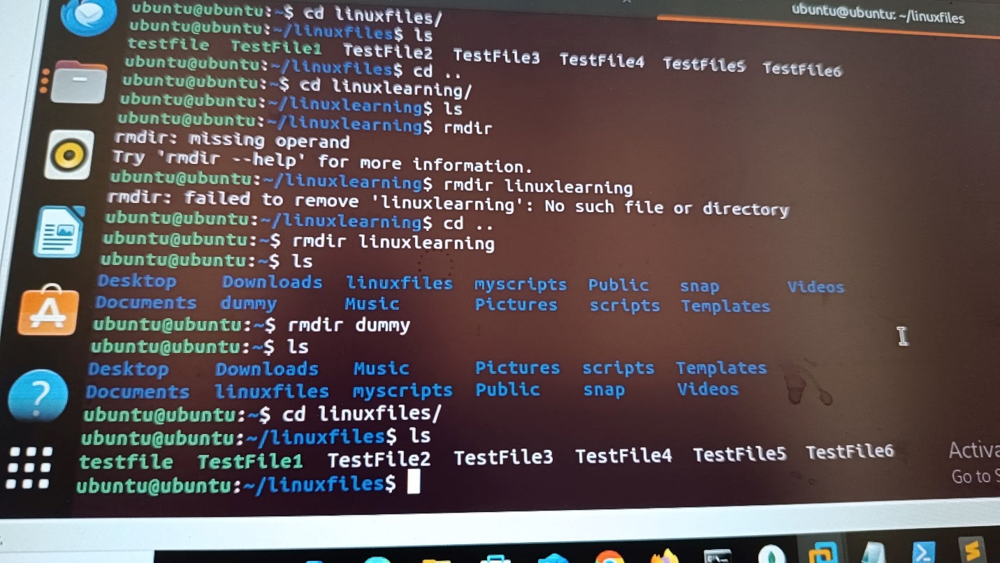 ubuntu@ubuntu: ~/linuxfiles
ubuntu@ubuntu:~$ cd linuxfiles/
ubuntu@ubuntu:~/linuxfiles$ ls
testfile TestFile1 TestFile2 TestFile3 TestFile4 TestFile5 TestFile6
ubuntu@ubuntu:~/linuxfiles$ cd ..
ubuntu@ubuntu:~$ cd linuxlearning/
ubuntu@ubuntu:~/linuxlearning$ ls
ubuntu@ubuntu:~/linuxlearning$ rmdir
rmdir: missing operand
Try 'rmdir --help' for more information.
ubuntu@ubuntu:~/linuxlearning$ rmdir linuxlearning
rmdir: failed to remove 'linuxlearning': No such file or directory
ubuntu@ubuntu:~/linuxlearning$ cd ..
ubuntu@ubuntu:~$ rmdir linuxlearning
ubuntu@ubuntu:~$ ls
Desktop Downloads linuxfiles myscripts Public snap Videos
Documents dummy Music Pictures scripts Templates
ubuntu@ubuntu:~$ rmdir dummy
ubuntu@ubuntu:~$ ls
Desktop Downloads Music Pictures scripts Templates
Documents linuxfiles myscripts Public snap Videos
ubuntu@ubuntu:~$ cd linuxfiles/
ubuntu@ubuntu:~/linuxfiles$ ls
testfile TestFile1 TestFile2 TestFile3 TestFile4 TestFile5 TestFile6
ubuntu@ubuntu:~/linuxfiles$
Activa
Go to S